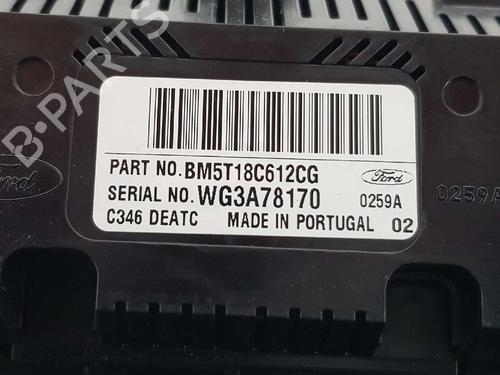 B-PARTS
PART NO.BM5T18C612CG
Ford
SERIAL NO.WG3A78170
0259A
C346 DEATC MADE IN PORTUGAL 02
Ford
0259A